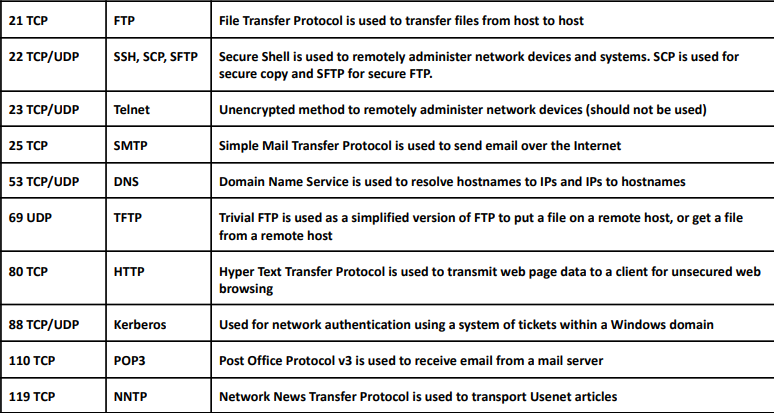 21 TCP FTP File Transfer Protocol is used to transfer files from host to host
22 TCP/UDP SSH, SCP, SFTP Secure Shell is used to remotely administer network devices and systems. SCP is used for
secure copy and SFTP for secure FTP.
23 TCP/UDP Telnet Unencrypted method to remotely administer network devices (should not be used)
25 TCP SMTP Simple Mail Transfer Protocol is used to send email over the Internet
53 TCP/UDP DNS Domain Name Service is used to resolve hostnames to IPs and IPs to hostnames
69 UDP TFTP Trivial FTP is used as a simplified version of FTP to put a file on a remote host, or get a file
from a remote host
80 TCP HTTP Hyper Text Transfer Protocol is used to transmit web page data to a client for unsecured web
browsing
88 TCP/UDP Kerberos Used for network authentication using a system of tickets within a Windows domain
110 TCP POP3 Post Office Protocol v3 is used to receive email from a mail server
119 TCP NNTP Network News Transfer Protocol is used to transport Usenet articles